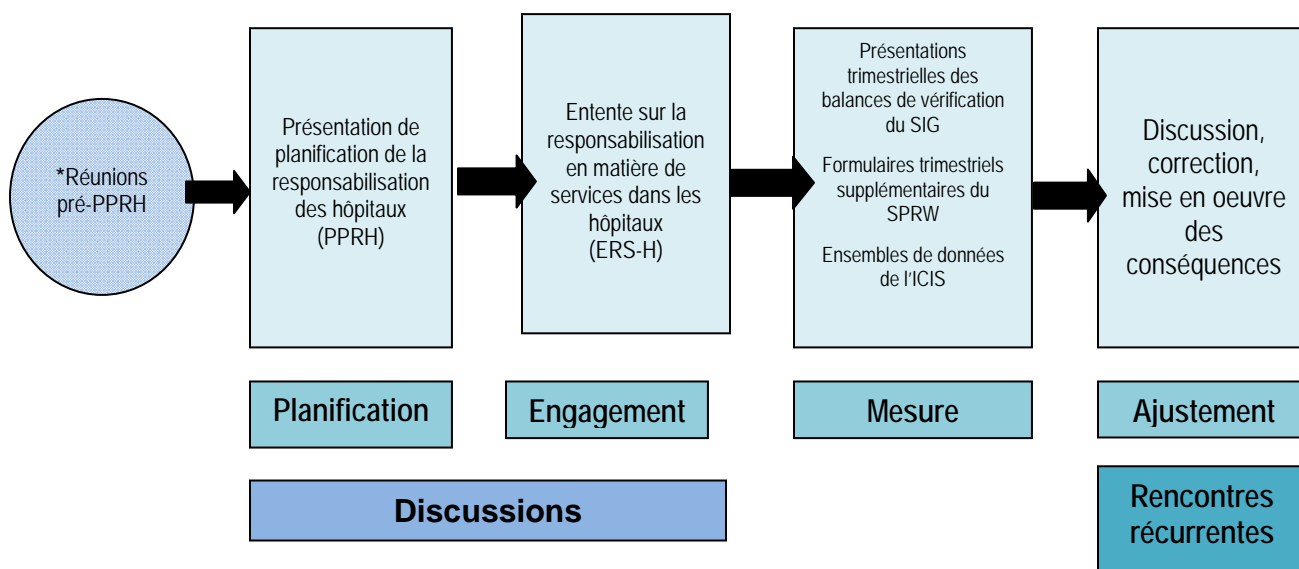 *Réunions
pré-PPRH
Présentation de
planification de la
responsabilisation
des hôpitaux
(PPRH)
Entente sur la
responsabilisation
en matière de
services dans les
hôpitaux
(ERS-H)
Présentations
trimestrielles des
balances de vérification
du SIG
Formulaires trimestriels
supplémentaires du
SPRW
Ensembles de données
de l'ICIS
Discussion,
correction,
mise en oeuvre
des
conséquences
Planification
Engagement
Mesure
Ajustement
Discussions
Rencontres
récurrentes